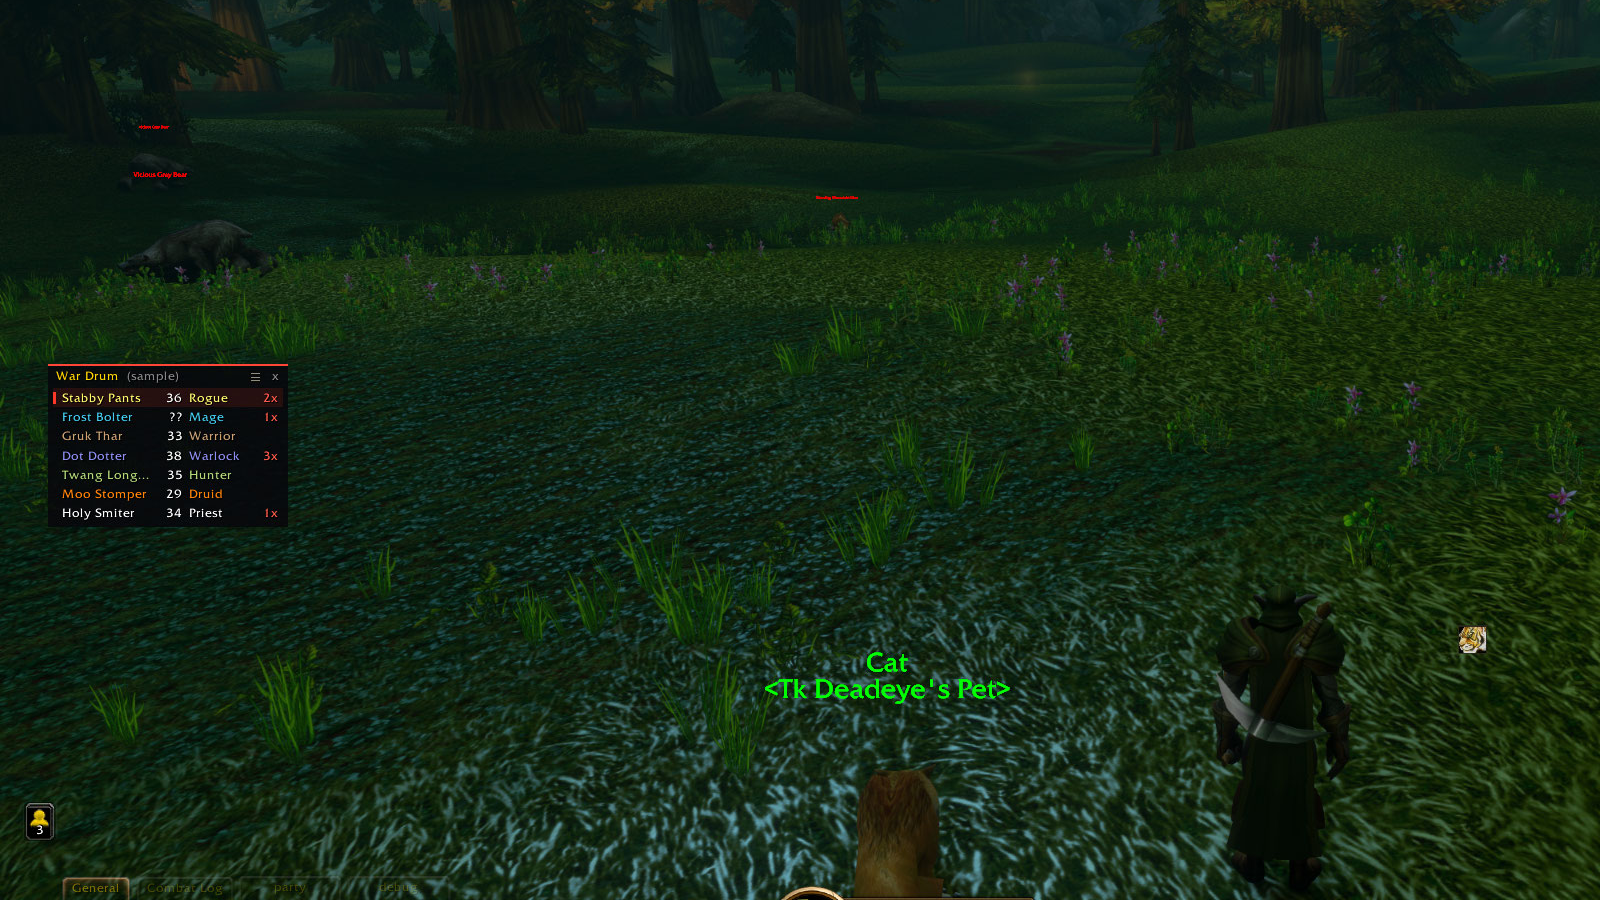 Vicious Gray Bear
War Drum (sample) x
Stabby Pants 36 Rogue 2x
Frost Bolter ?? Mage 1x
Gruk Thar 33 Warrior
Dot Dotter 38 Warlock 3x
Twang Long... 35 Hunter
Moo Stomper 29 Druid
Holy Smiter 34 Priest 1x
Cat
<Tk Deadeye's Pet>
3
General Combat Log party debug